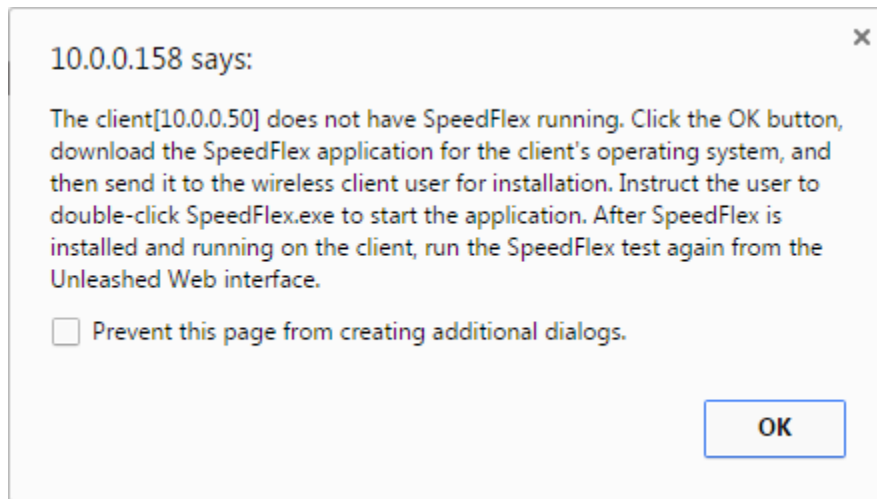 10.0.0.158 says:
The client[10.0.0.50] does not have SpeedFlex running. Click the OK button,
download the SpeedFlex application for the client's operating system, and
then send it to the wireless client user for installation. Instruct the user to
double-click SpeedFlex.exe to start the application. After SpeedFlex is
installed and running on the client, run the SpeedFlex test again from the
Unleashed Web interface.
Prevent this page from creating additional dialogs.
OK